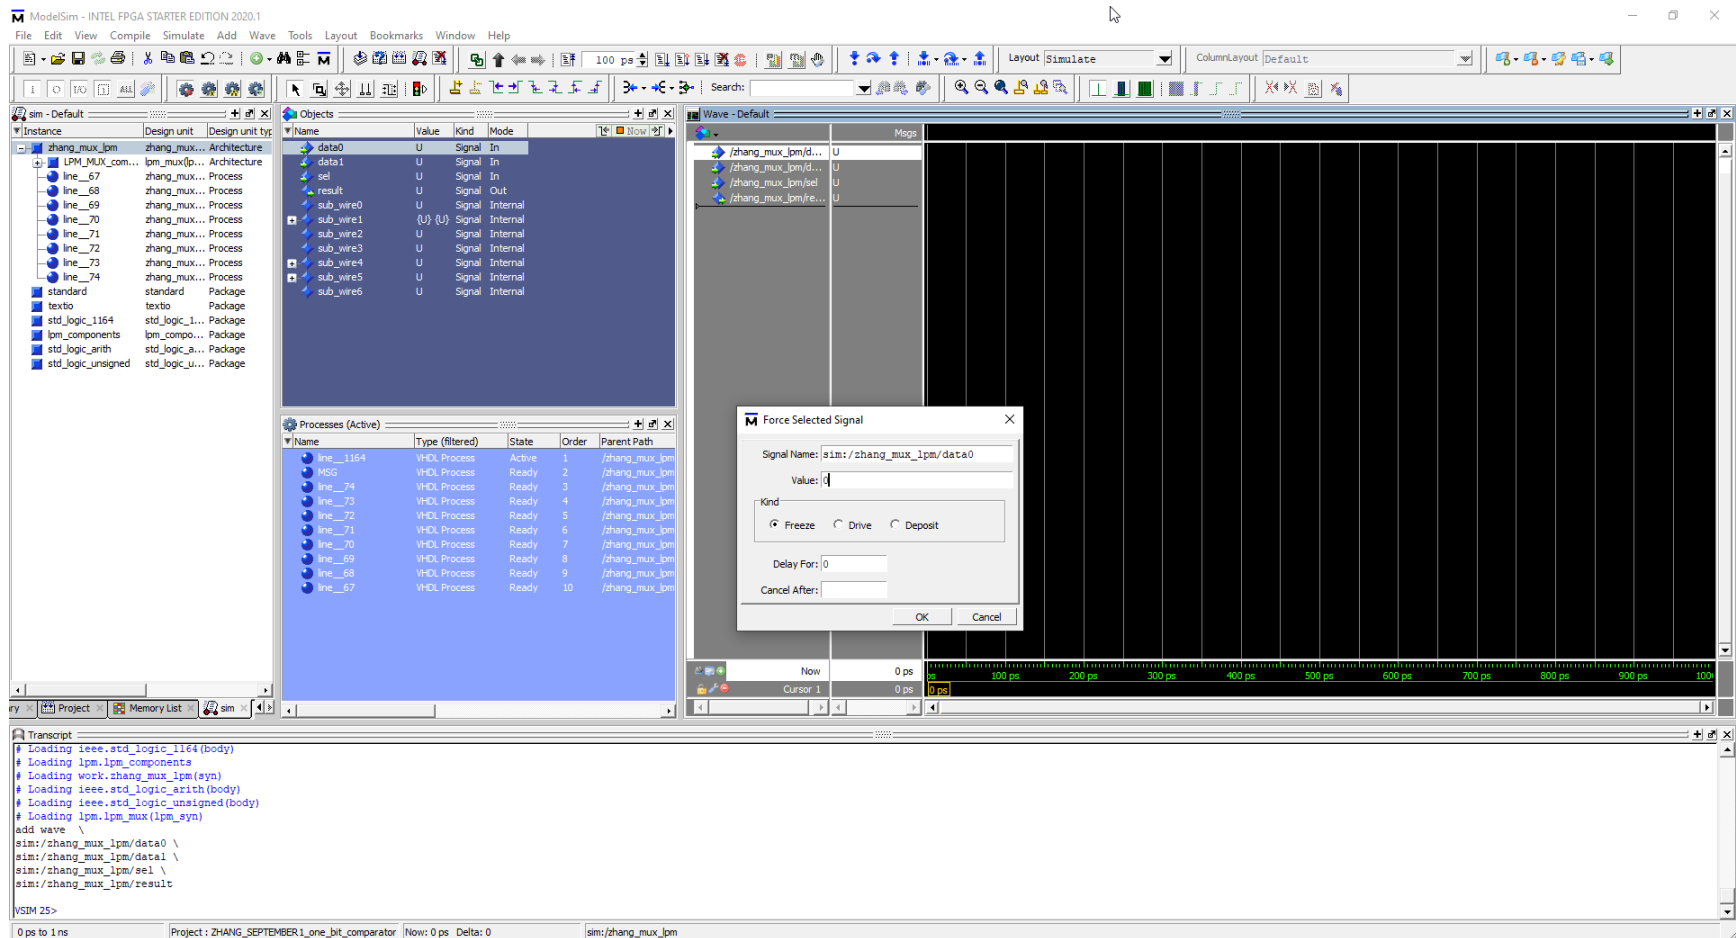 ModelSim - INTEL FPGA STARTER EDITION 2020.1
File Edit View Compile Simulate Add Wave Tools Layout Bookmarks Window Help
100 ps
Layout Simulate
ColumnLayout Default
Search:
sim - Default
Instance Design unit Design unit typ
zhang_mux_lpm zhang_mux... Architecture
LPM_MUX_com... lpm_mux(lp... Architecture
line__67 zhang_mux... Process
line__68 zhang_mux... Process
line__69 zhang_mux... Process
line__70 zhang_mux... Process
line__71 zhang_mux... Process
line__72 zhang_mux... Process
line__73 zhang_mux... Process
line__74 zhang_mux... Process
standard standard Package
textio textio Package
std_logic_1164 std_logic_1... Package
lpm_components lpm_compo... Package
std_logic_arith std_logic_a... Package
std_logic_unsigned std_logic_u... Package
ry Project Memory List sim
Objects
Name Value Kind Mode Now
data0 U Signal In
data1 U Signal In
sel U Signal In
result U Signal Out
sub_wire0 U Signal Internal
sub_wire1 {U} {U} Signal Internal
sub_wire2 U Signal Internal
sub_wire3 U Signal Internal
sub_wire4 U Signal Internal
sub_wire5 U Signal Internal
sub_wire6 U Signal Internal
Processes (Active)
Name Type (filtered) State Order Parent Path
line__1164 VHDL Process Active 1 /zhang_mux_lpm
MSG VHDL Process Ready 2 /zhang_mux_lpm
line__74 VHDL Process Ready 3 /zhang_mux_lpm
line__73 VHDL Process Ready 4 /zhang_mux_lpm
line__72 VHDL Process Ready 5 /zhang_mux_lpm
line__71 VHDL Process Ready 6 /zhang_mux_lpm
line__70 VHDL Process Ready 7 /zhang_mux_lpm
line__69 VHDL Process Ready 8 /zhang_mux_lpm
line__68 VHDL Process Ready 9 /zhang_mux_lpm
line__67 VHDL Process Ready 10 /zhang_mux_lpm
Wave - Default
Msgs
/zhang_mux_lpm/d... U
/zhang_mux_lpm/d... U
/zhang_mux_lpm/sel U
/zhang_mux_lpm/re... U
Force Selected Signal
Signal Name: sim:/zhang_mux_lpm/data0
Value: 0
Kind
Freeze Drive Deposit
Delay For: 0
Cancel After:
OK Cancel
Now 0 ps
ps 100 ps 200 ps 300 ps 400 ps 500 ps 600 ps 700 ps 800 ps 900 ps 100
Cursor 1 0 ps 0 ps
Transcript
# Loading ieee.std_logic_1164(body)
# Loading lpm.lpm_components
# Loading work.zhang_mux_lpm(syn)
# Loading ieee.std_logic_arith(body)
# Loading ieee.std_logic_unsigned(body)
# Loading lpm.lpm_mux(lpm_syn)
add wave \
sim:/zhang_mux_lpm/data0 \
sim:/zhang_mux_lpm/data1 \
sim:/zhang_mux_lpm/sel \
sim:/zhang_mux_lpm/result
VSIM 25>
0 ps to 1 ns Project : ZHANG_SEPTEMBER1_one_bit_comparator Now: 0 ps Delta: 0 sim:/zhang_mux_lpm